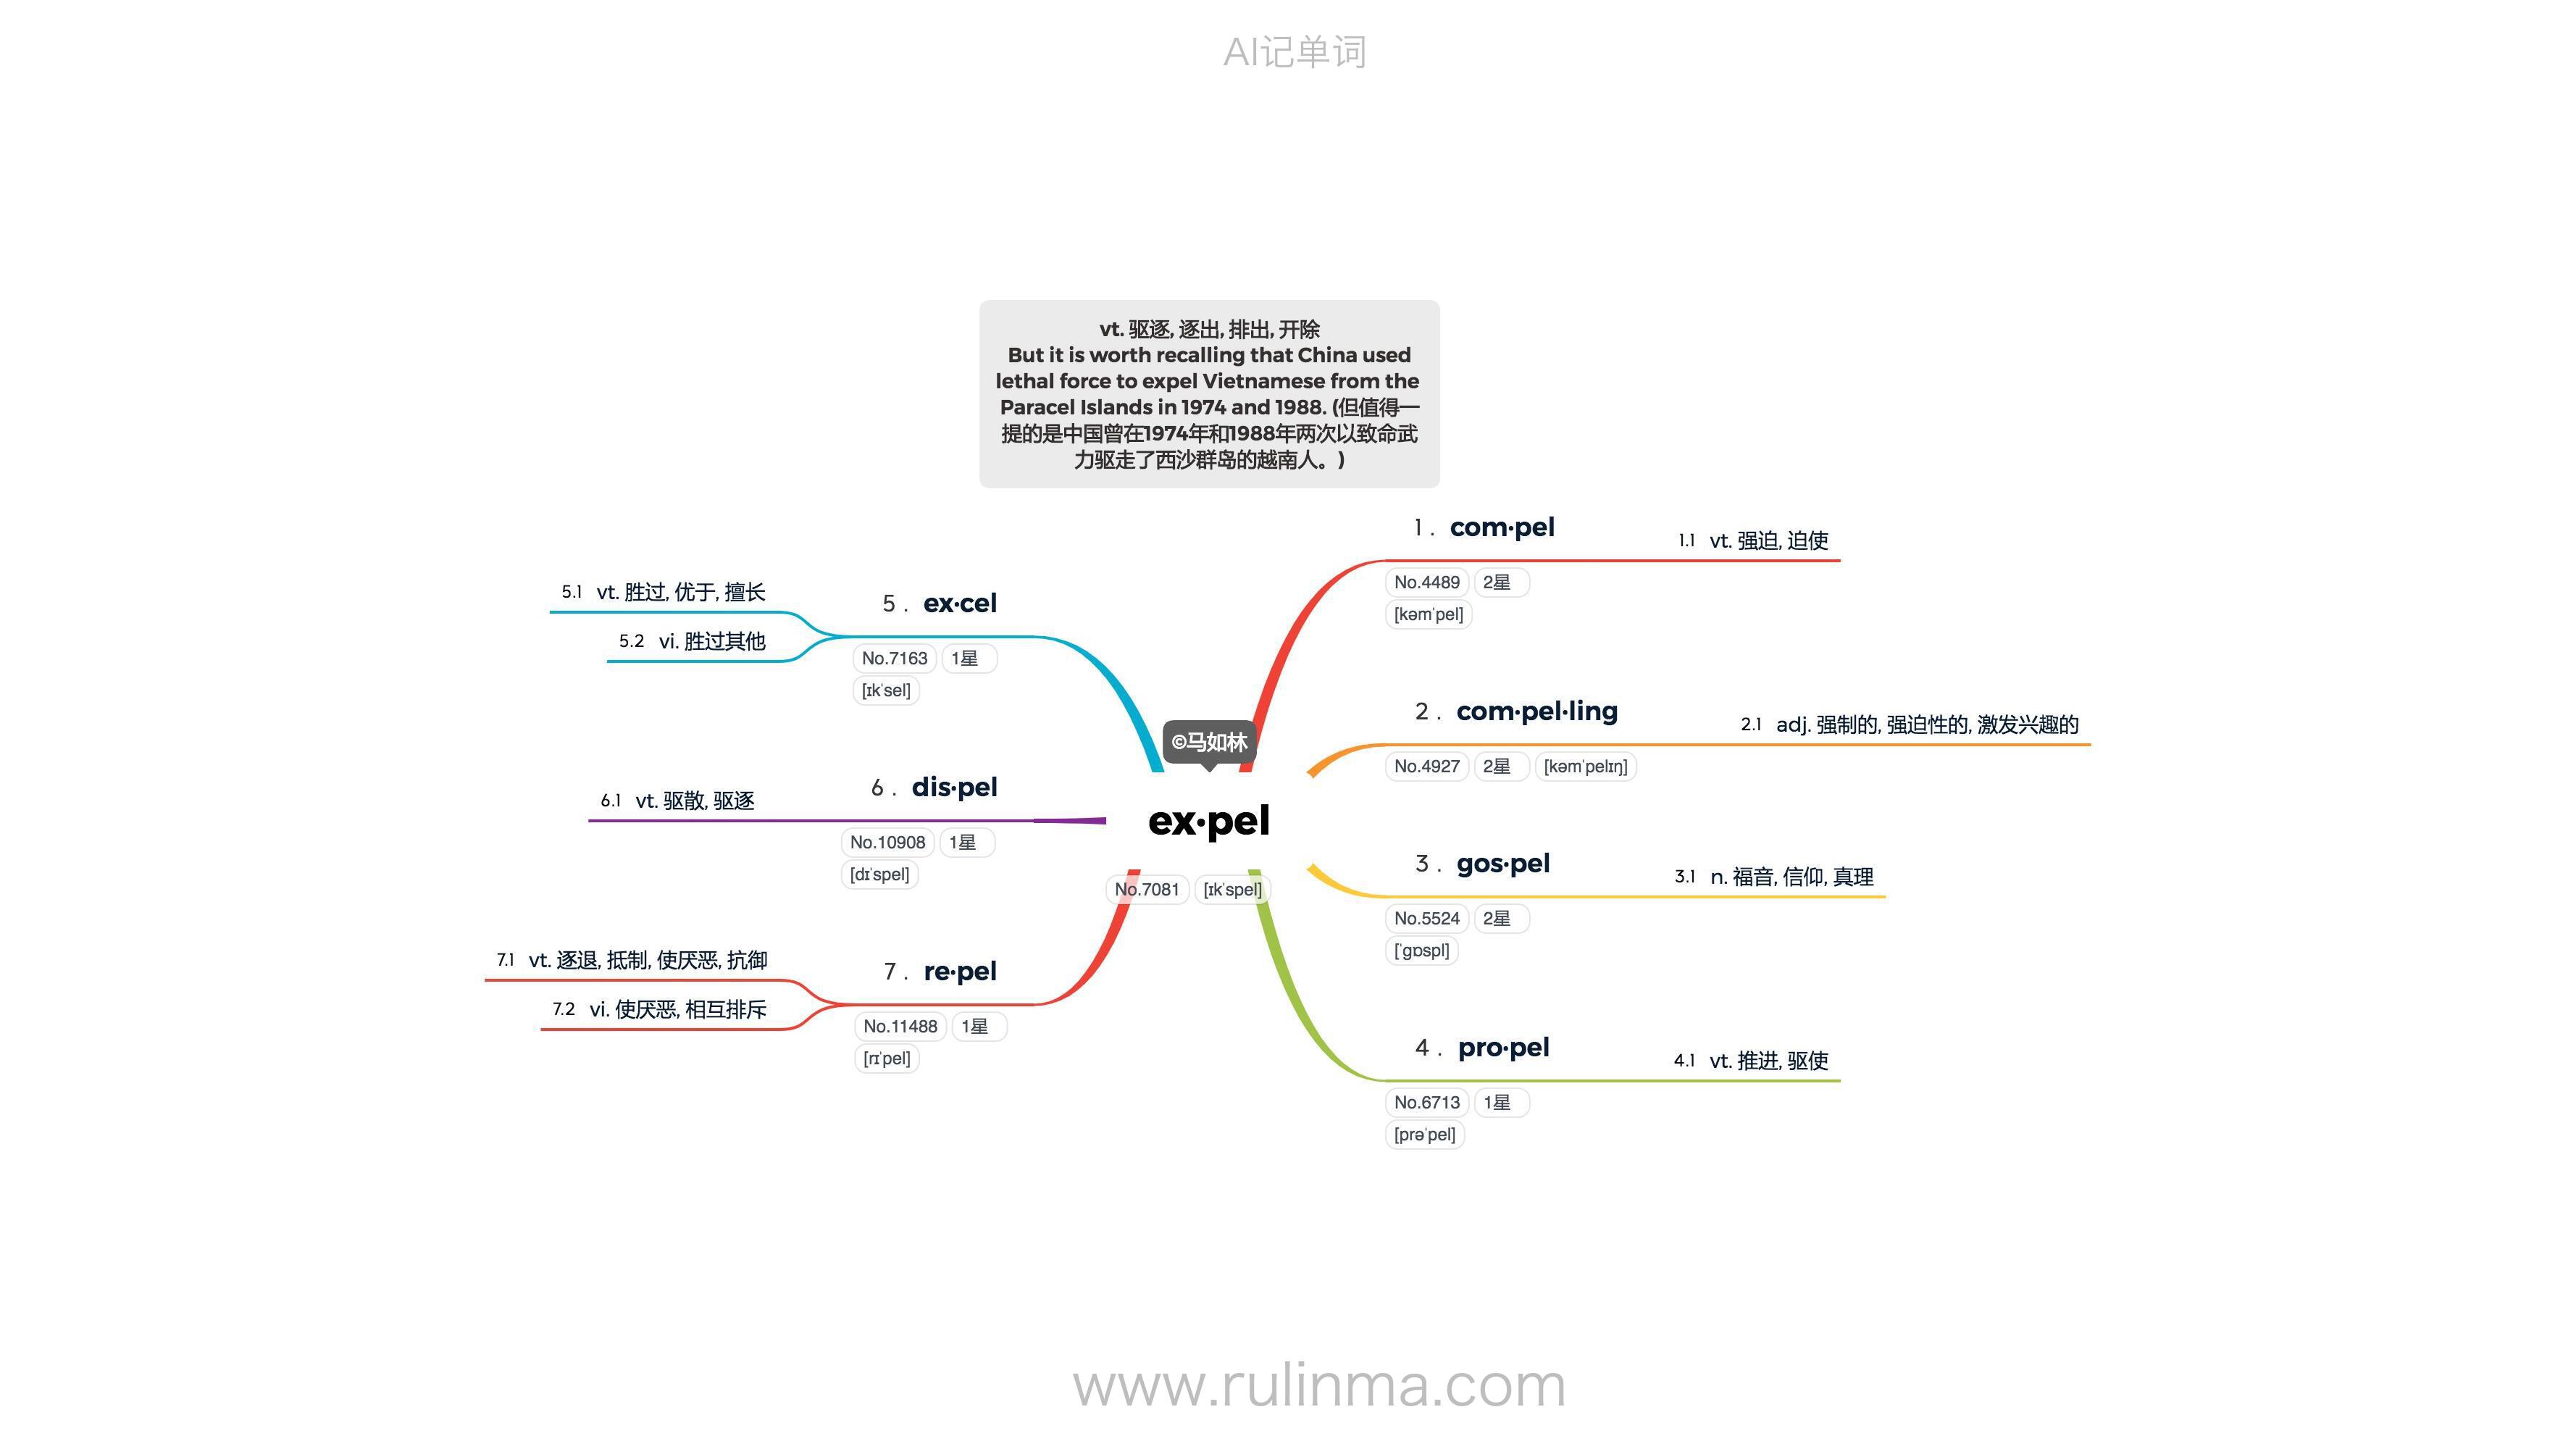 AI记单词
vt. 驱逐, 逐出, 排出, 开除
But it is worth recalling that China used
lethal force to expel Vietnamese from the
Paracel Islands in 1974 and 1988. (但值得一
提的是中国曾在1974年和1988年两次以致命武
力驱走了西沙群岛的越南人。)
©马如林
ex·pel
No.7081 [ɪkˈspel]
1. com·pel
No.4489 2星
[kəmˈpel]
1.1 vt. 强迫, 迫使
2. com·pel·ling
No.4927 2星 [kəmˈpelɪŋ]
2.1 adj. 强制的, 强迫性的, 激发兴趣的
3. gos·pel
No.5524 2星
[ˈɡɒspl]
3.1 n. 福音, 信仰, 真理
4. pro·pel
No.6713 1星
[prəˈpel]
4.1 vt. 推进, 驱使
5. ex·cel
No.7163 1星
[ɪkˈsel]
5.1 vt. 胜过, 优于, 擅长
5.2 vi. 胜过其他
6. dis·pel
No.10908 1星
[dɪˈspel]
6.1 vt. 驱散, 驱逐
7. re·pel
No.11488 1星
[rɪˈpel]
7.1 vt. 逐退, 抵制, 使厌恶, 抗御
7.2 vi. 使厌恶, 相互排斥
www.rulinma.com